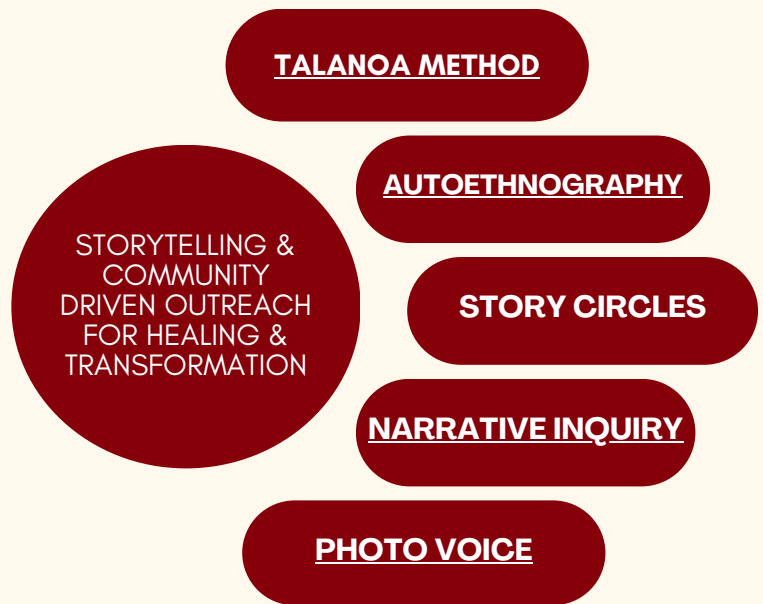 TALANOA METHOD
AUTOETHNOGRAPHY
STORYTELLING &
COMMUNITY
DRIVEN OUTREACH
FOR HEALING &
TRANSFORMATION
STORY CIRCLES
NARRATIVE INQUIRY
PHOTO VOICE